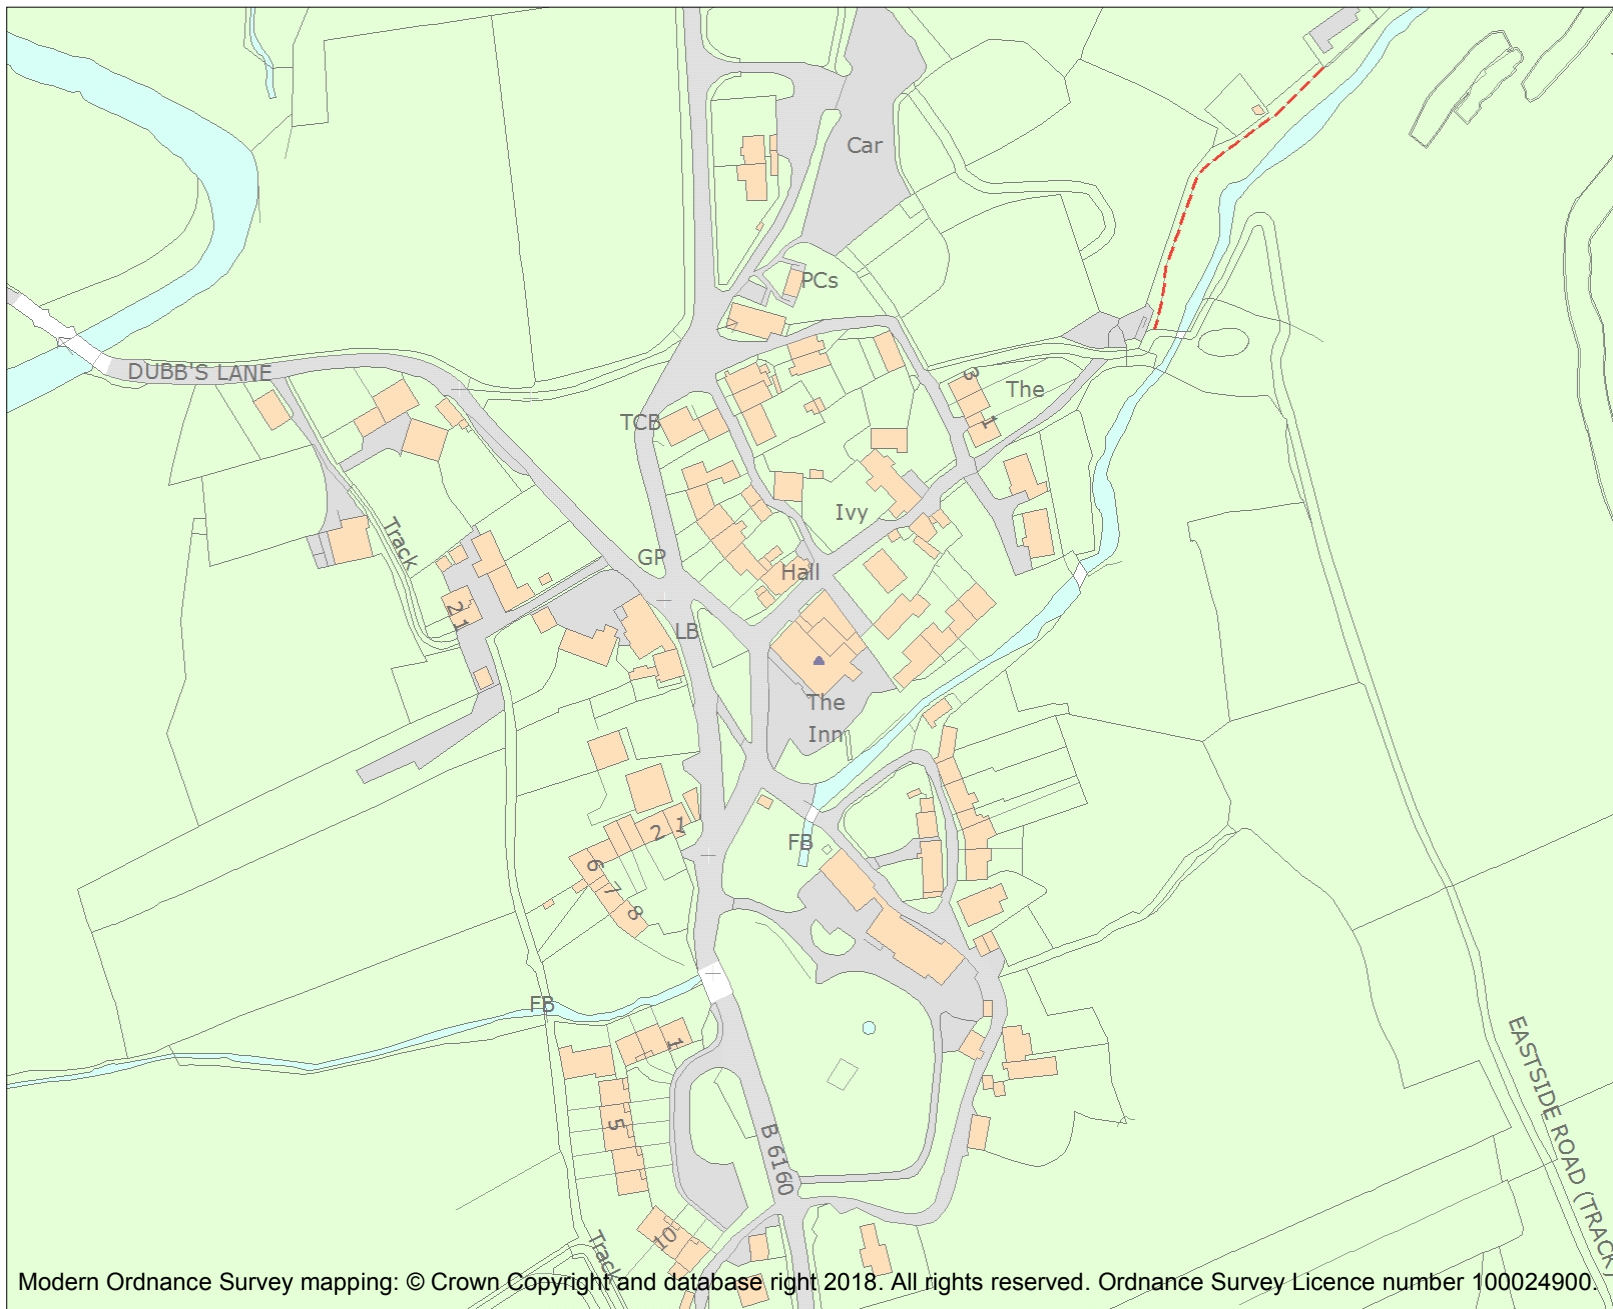 Car
PCs
DUBB'S LANE
3
The
TCB
1
Ivy
Track
GP
Hall
2
1
LB
The
Inn
2
1
FB
6
7
8
FB
1
5
B 6160
EASTSIDE ROAD (TRACK)
10
Track
Modern Ordnance Survey mapping: © Crown Copyright and database right 2018. All rights reserved. Ordnance Survey Licence number 100024900.